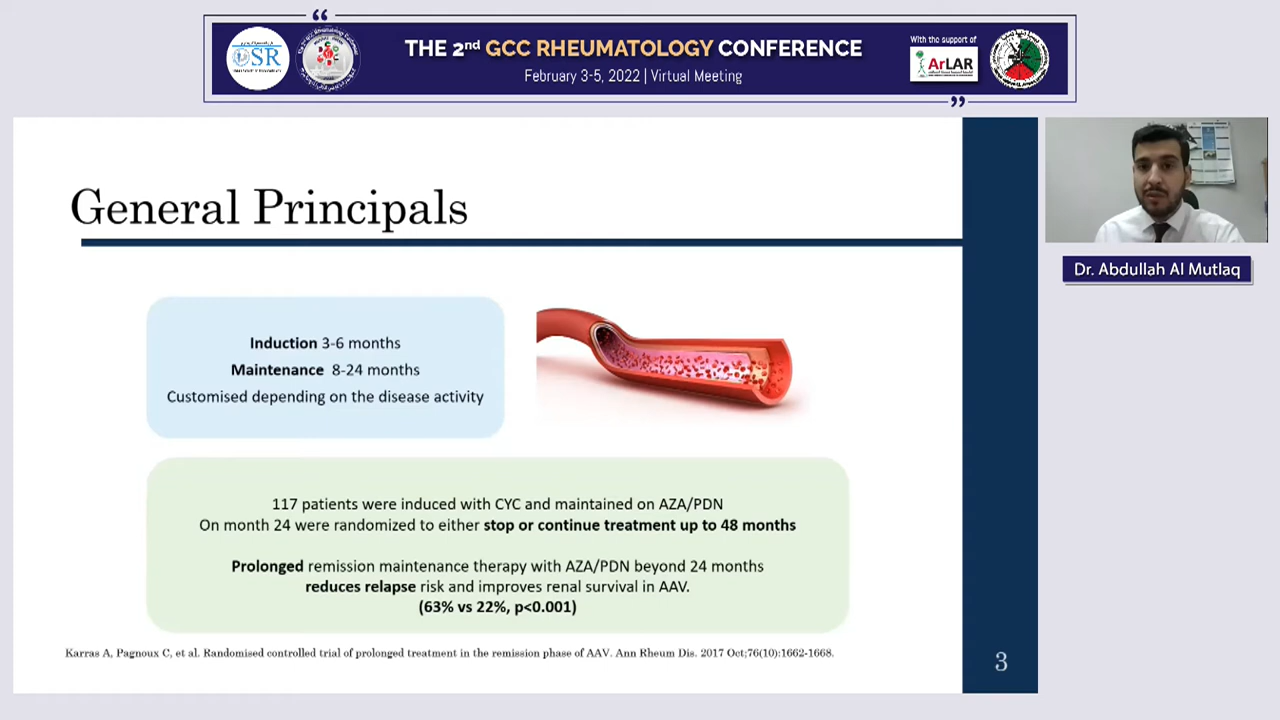 “
THE 2nd GCC RHEUMATOLOGY CONFERENCE
February 3-5, 2022 | Virtual Meeting
”
OSR
With the support of
ArLAR
General Principals
Induction 3-6 months
Maintenance 8-24 months
Customised depending on the disease activity
117 patients were induced with CYC and maintained on AZA/PDN
On month 24 were randomized to either stop or continue treatment up to 48 months
Prolonged remission maintenance therapy with AZA/PDN beyond 24 months
reduces relapse risk and improves renal survival in AAV.
(63% vs 22%, p<0.001)
Karras A, Pagnoux C, et al. Randomised controlled trial of prolonged treatment in the remission phase of AAV. Ann Rheum Dis. 2017 Oct;76(10):1662-1668.
3
Dr. Abdullah Al Mutlaq